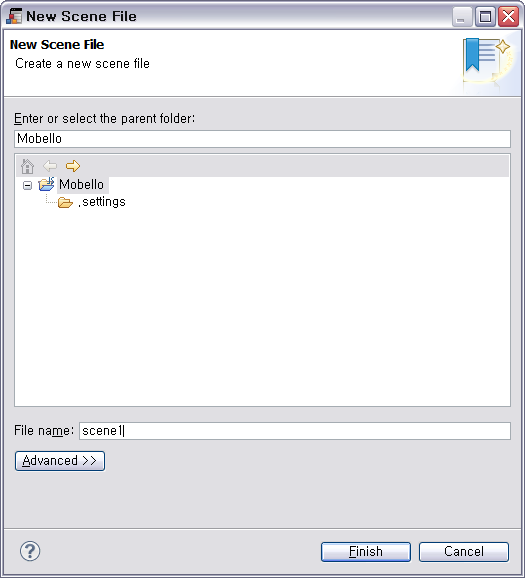 New Scene File
New Scene File
Create a new scene file
Enter or select the parent folder:
Mobello
Mobello
.settings
File name: scene1
Advanced >>
Finish Cancel